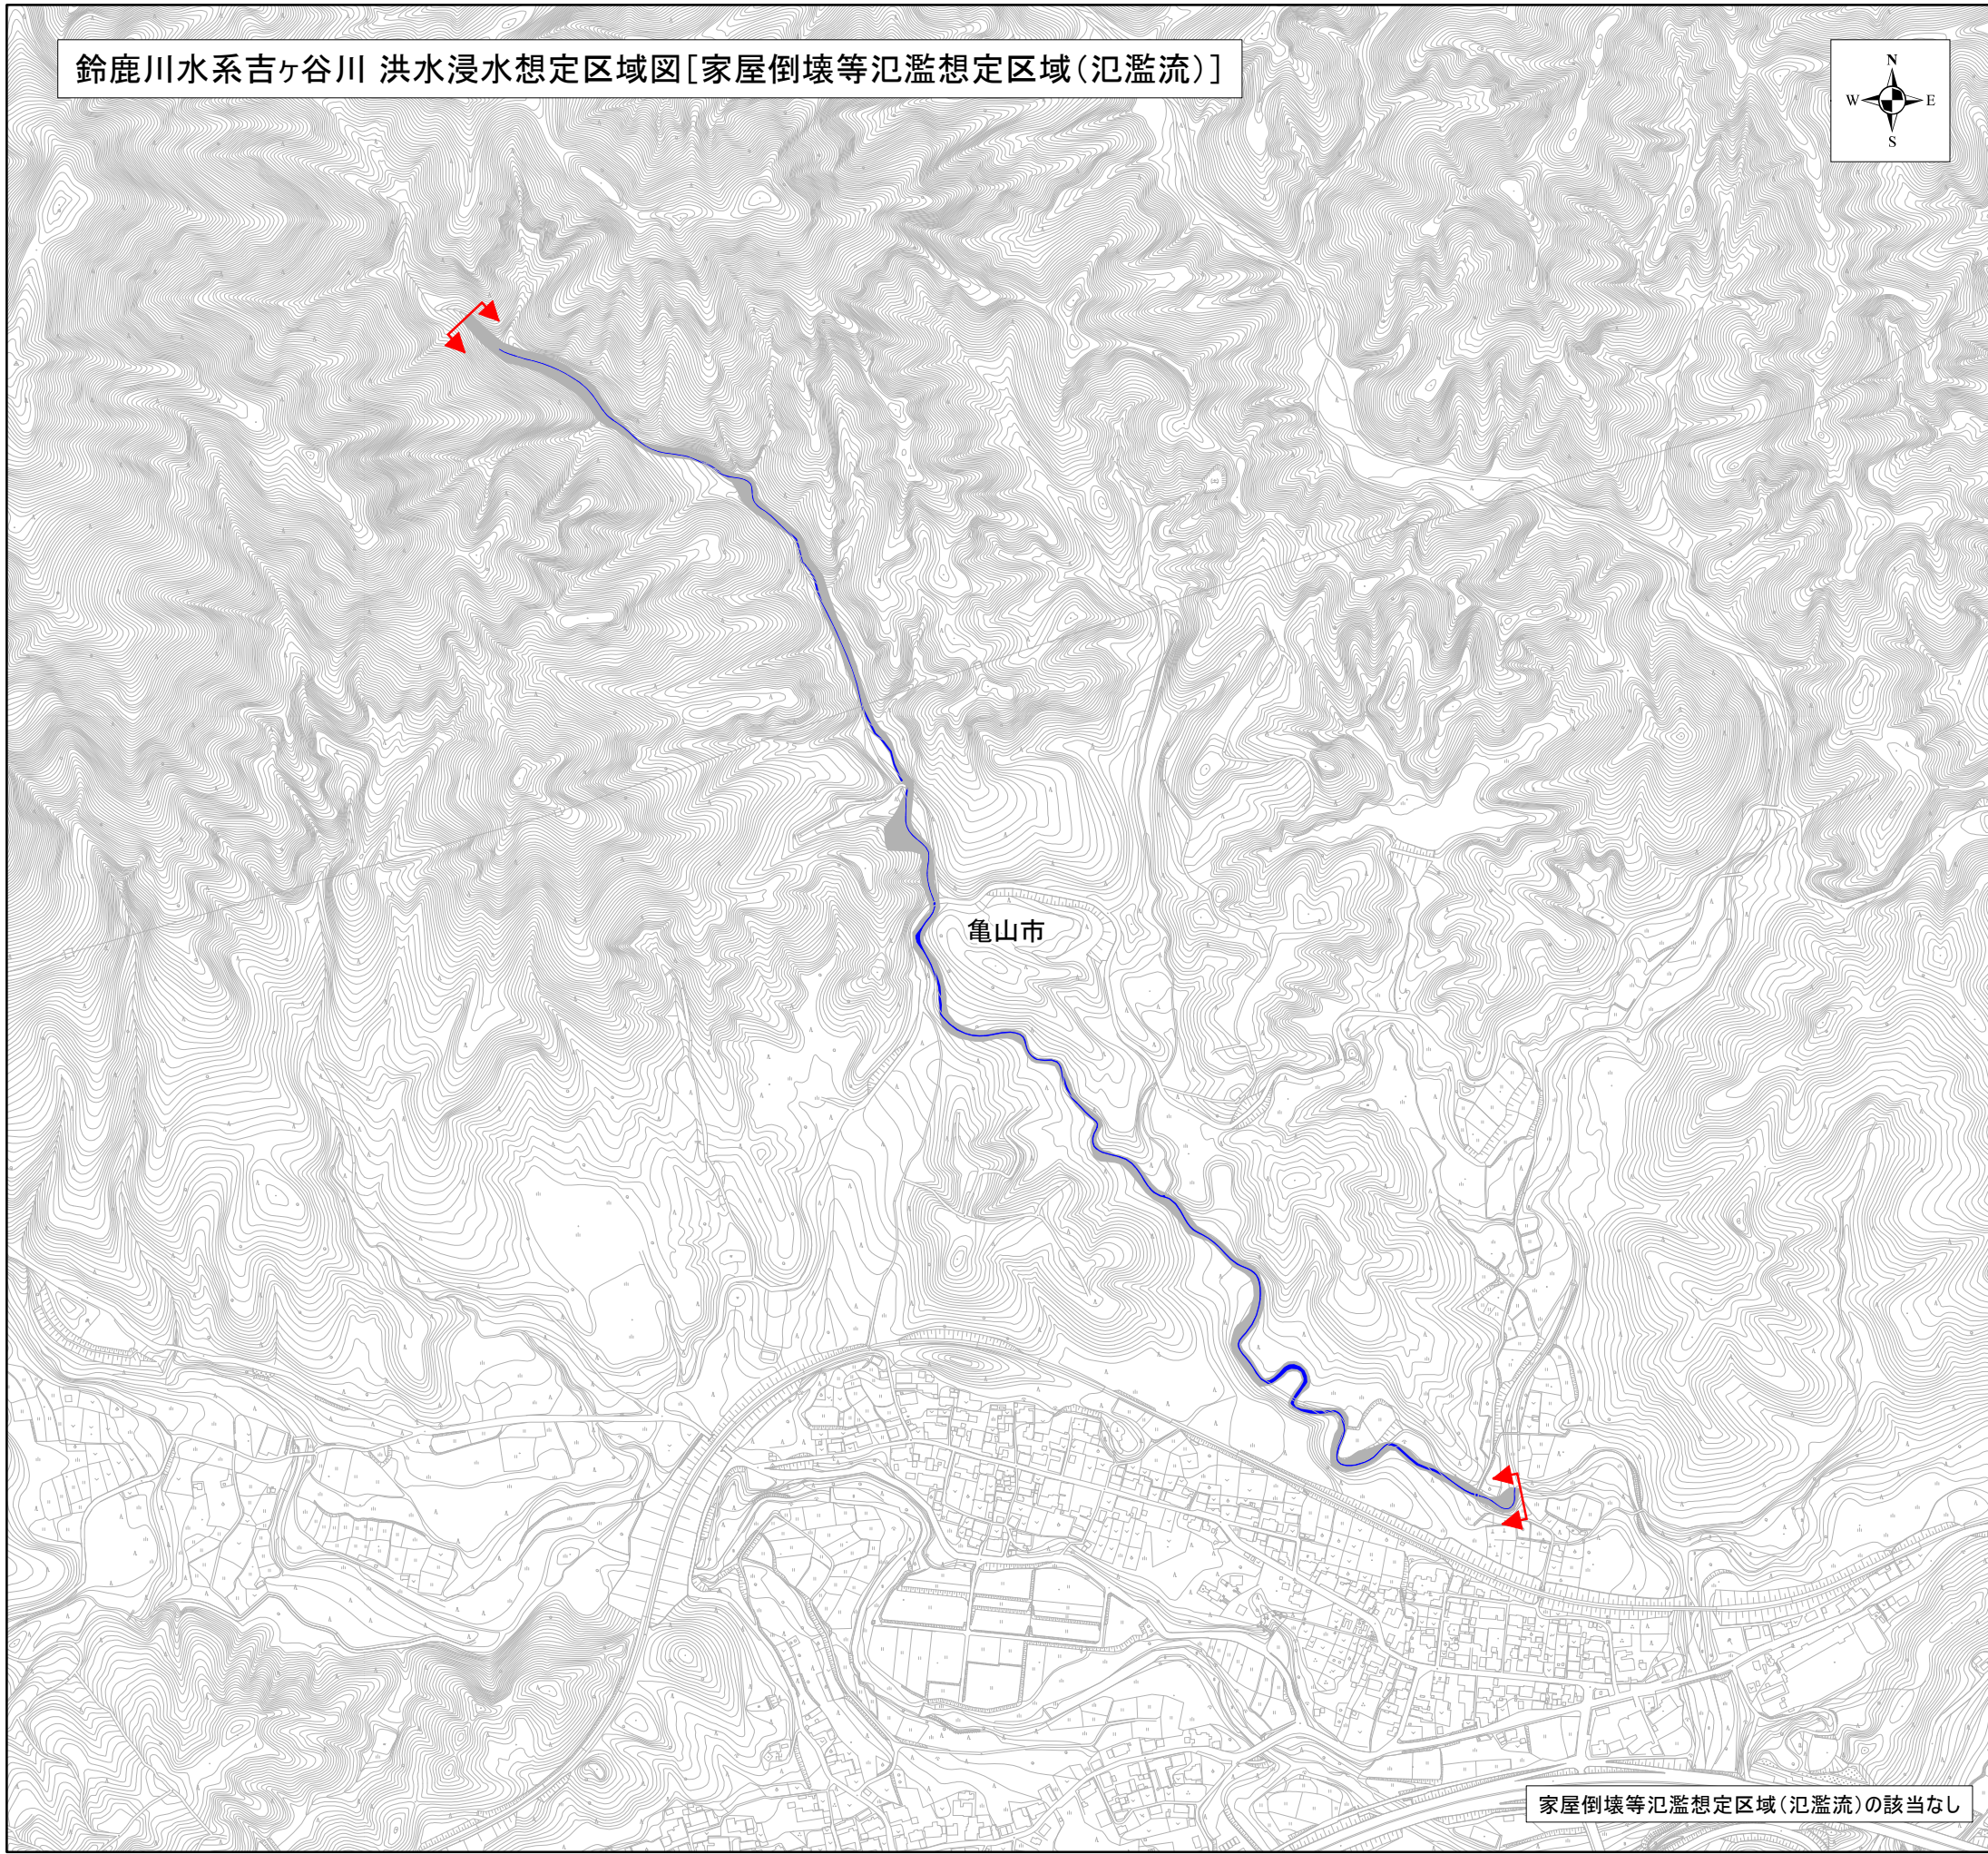 鈴鹿川水系吉ヶ谷川 洪水浸水想定区域図[家屋倒壊等氾濫想定区域(氾濫流)]
N
W E
S
亀山市
家屋倒壊等氾濫想定区域(氾濫流)の該当なし